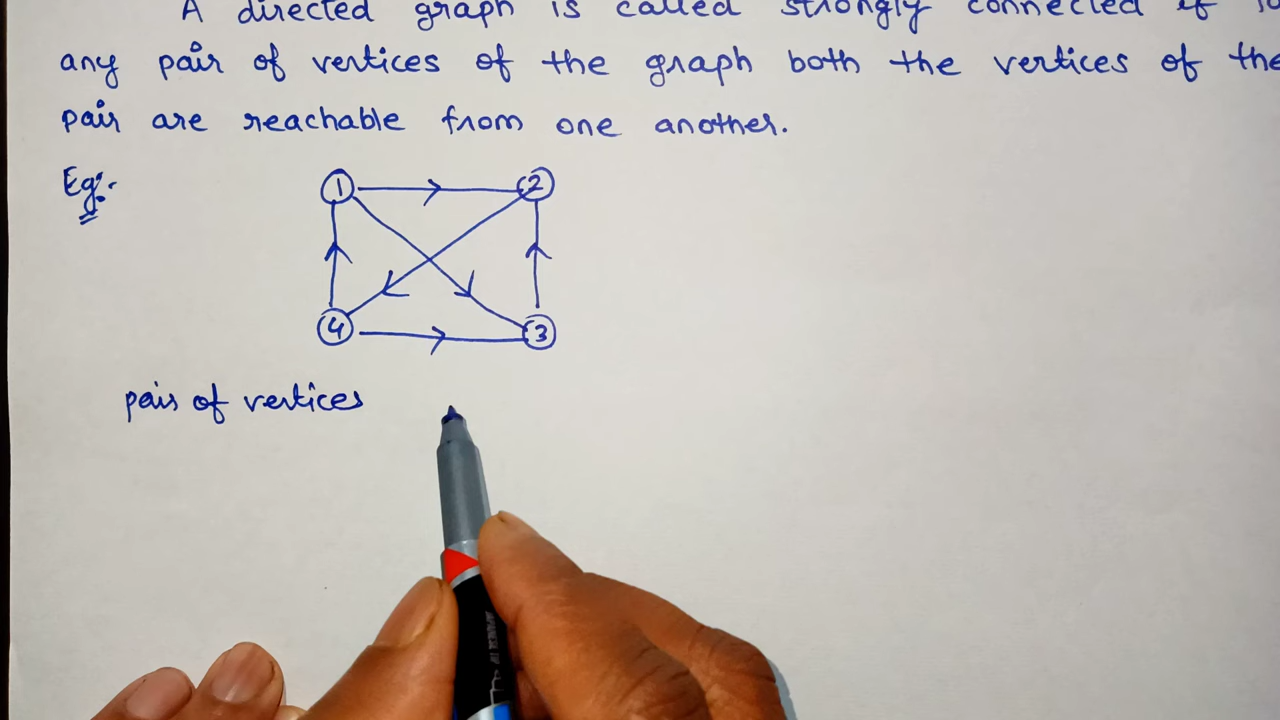 A directed graph is called strongly connected if
any pair of vertices of the graph both the vertices of the
pair are reachable from one another.
Eg:-
1 2
4 3
pair of vertices